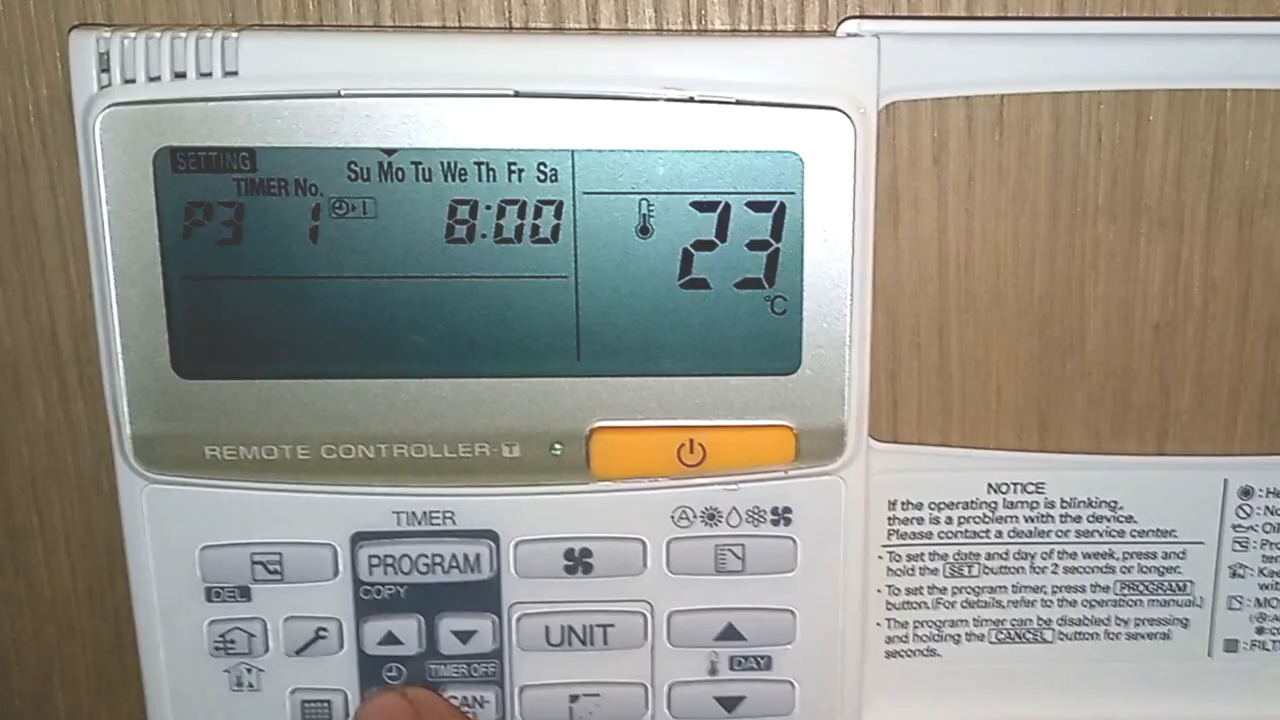 SETTING
Su Mo Tu We Th Fr Sa
TIMER No.
P3 1 8:00
23
°C
REMOTE CONTROLLER-T
TIMER
PROGRAM
COPY
DEL
UNIT
TIMER OFF
CAN-
DAY
NOTICE
If the operating lamp is blinking,
there is a problem with the device.
Please contact a dealer or service center.
• To set the date and day of the week, press and
hold the SET button for 2 seconds or longer.
• To set the program timer, press the PROGRAM
button. (For details, refer to the operation manual.)
• The program timer can be disabled by pressing
and holding the CANCEL button for several
seconds.